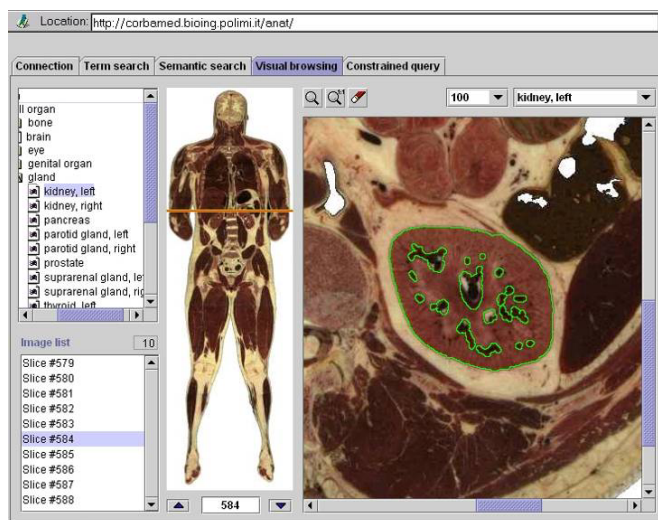 Location: http://corbamed.bioing.polimi.it/anat/
Connection Term search Semantic search Visual browsing Constrained query
100 kidney, left
ll organ
bone
brain
eye
genital organ
gland
kidney, left
kidney, right
pancreas
parotid gland, left
parotid gland, right
prostate
suprarenal gland, le
suprarenal gland, rig
thyroid, left
Image list 10
Slice #579
Slice #580
Slice #581
Slice #582
Slice #583
Slice #584
Slice #585
Slice #586
Slice #587
Slice #588
584